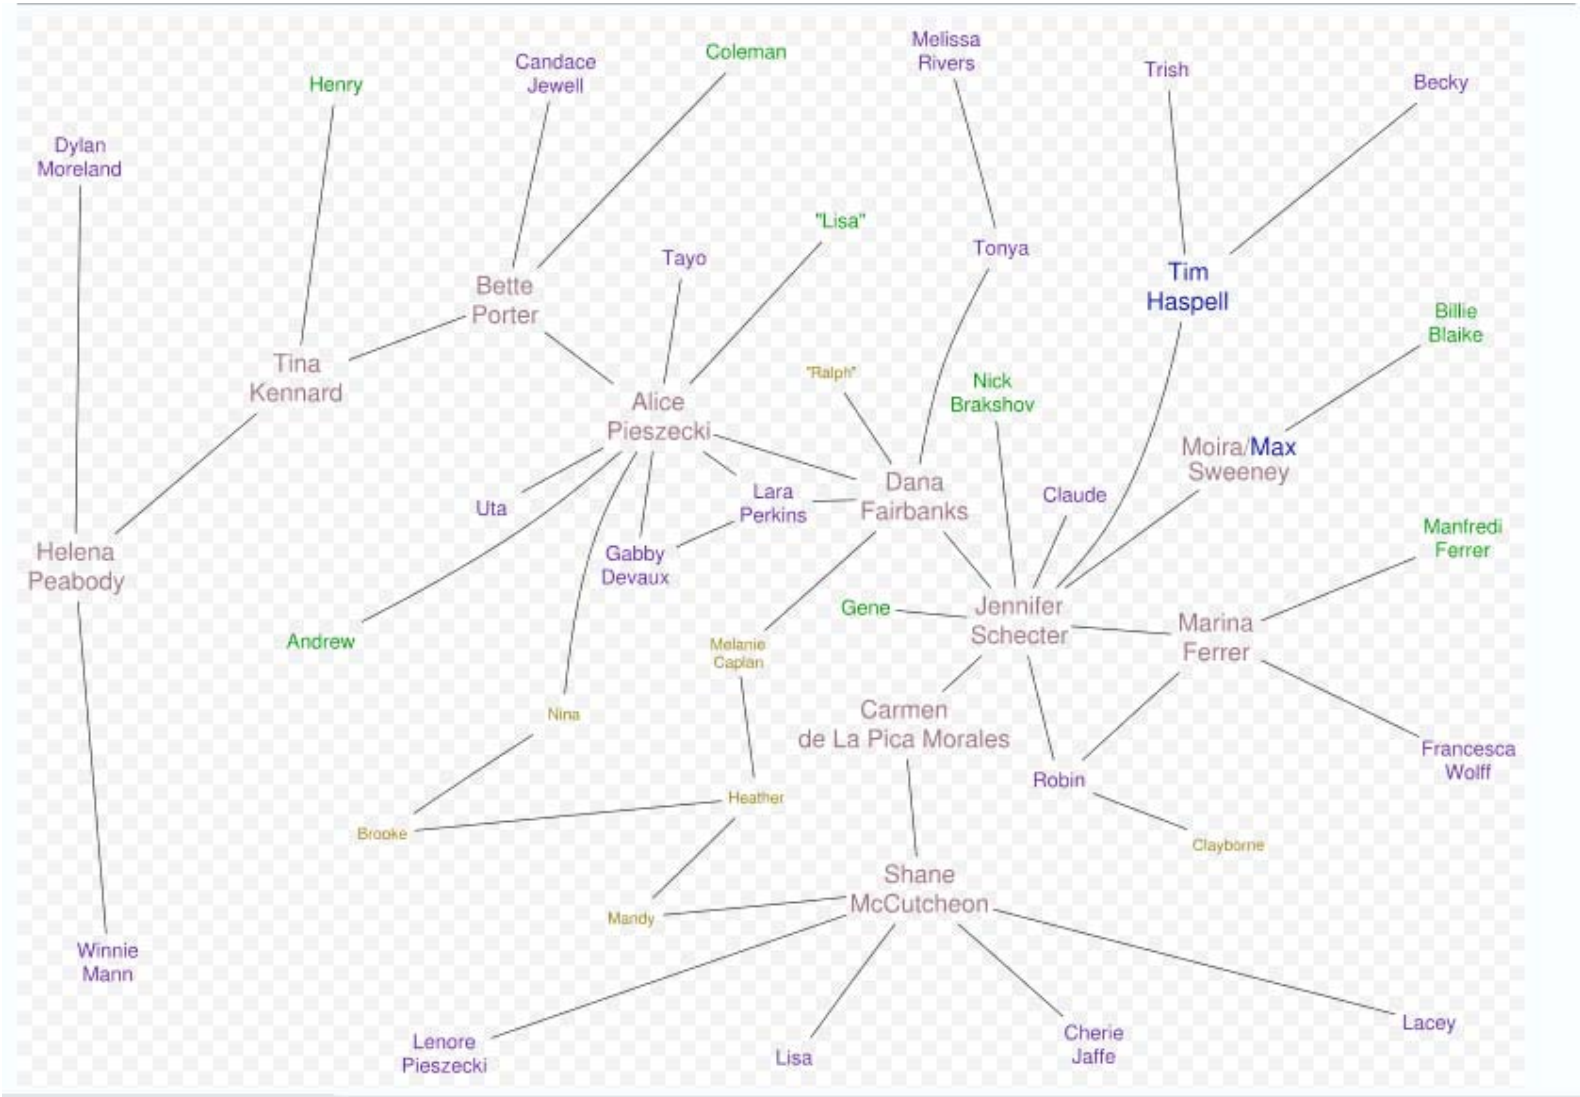 Melissa
Rivers
Coleman
Candace
Jewell
Trish
Becky
Henry
Dylan
Moreland
"Lisa"
Tayo
Tonya
Tim
Haspell
Bette
Porter
Billie
Blaike
Tina
Kennard
"Ralph"
Nick
Brakshov
Alice
Pieszecki
Moira/Max
Sweeney
Dana
Fairbanks
Claude
Lara
Perkins
Uta
Manfredi
Ferrer
Gabby
Devaux
Helena
Peabody
Gene
Jennifer
Schecter
Marina
Ferrer
Andrew
Melanie
Caplan
Nina
Carmen
de La Pica Morales
Francesca
Wolff
Robin
Heather
Brooke
Clayborne
Shane
McCutcheon
Mandy
Winnie
Mann
Lacey
Lenore
Pieszecki
Lisa
Cherie
Jaffe